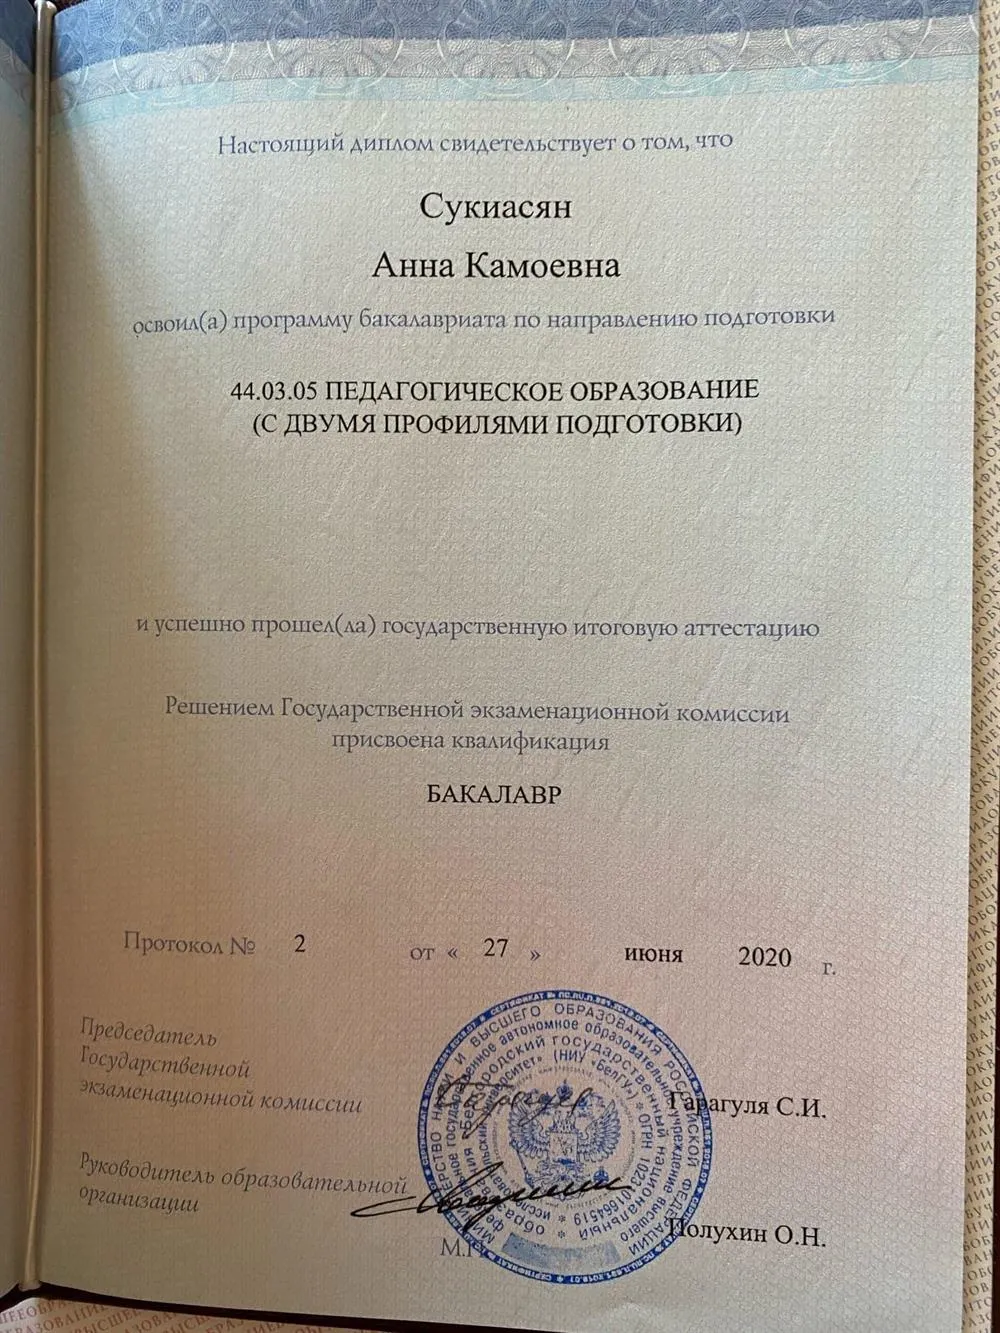 Настоящий диплом свидетельствует о том, что
Сукиасян
Анна Камоевна
освоил(а) программу бакалавриата по направлению подготовки
44.03.05 ПЕДАГОГИЧЕСКОЕ ОБРАЗОВАНИЕ
(С ДВУМЯ ПРОФИЛЯМИ ПОДГОТОВКИ)
и успешно прошел(ла) государственную итоговую аттестацию
Решением Государственной экзаменационной комиссии
присвоена квалификация
БАКАЛАВР
Протокол № 2 от « 27 » июня 2020 г.
Председатель
Государственной
экзаменационной комиссии
Гарагуля С.И.
Руководитель образовательной
организации
Полухин О.Н.
М.П.